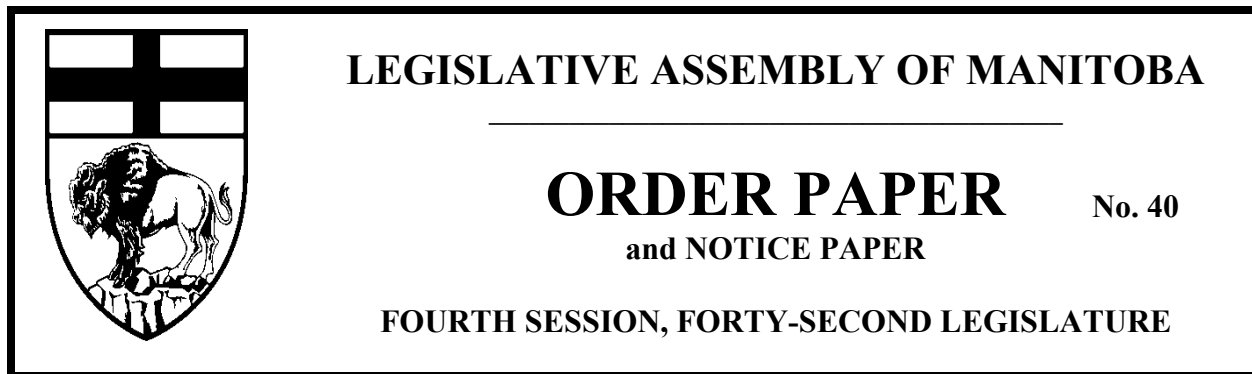 LEGISLATIVE ASSEMBLY OF MANITOBA
ORDER PAPER No. 40
and NOTICE PAPER
FOURTH SESSION, FORTY-SECOND LEGISLATURE